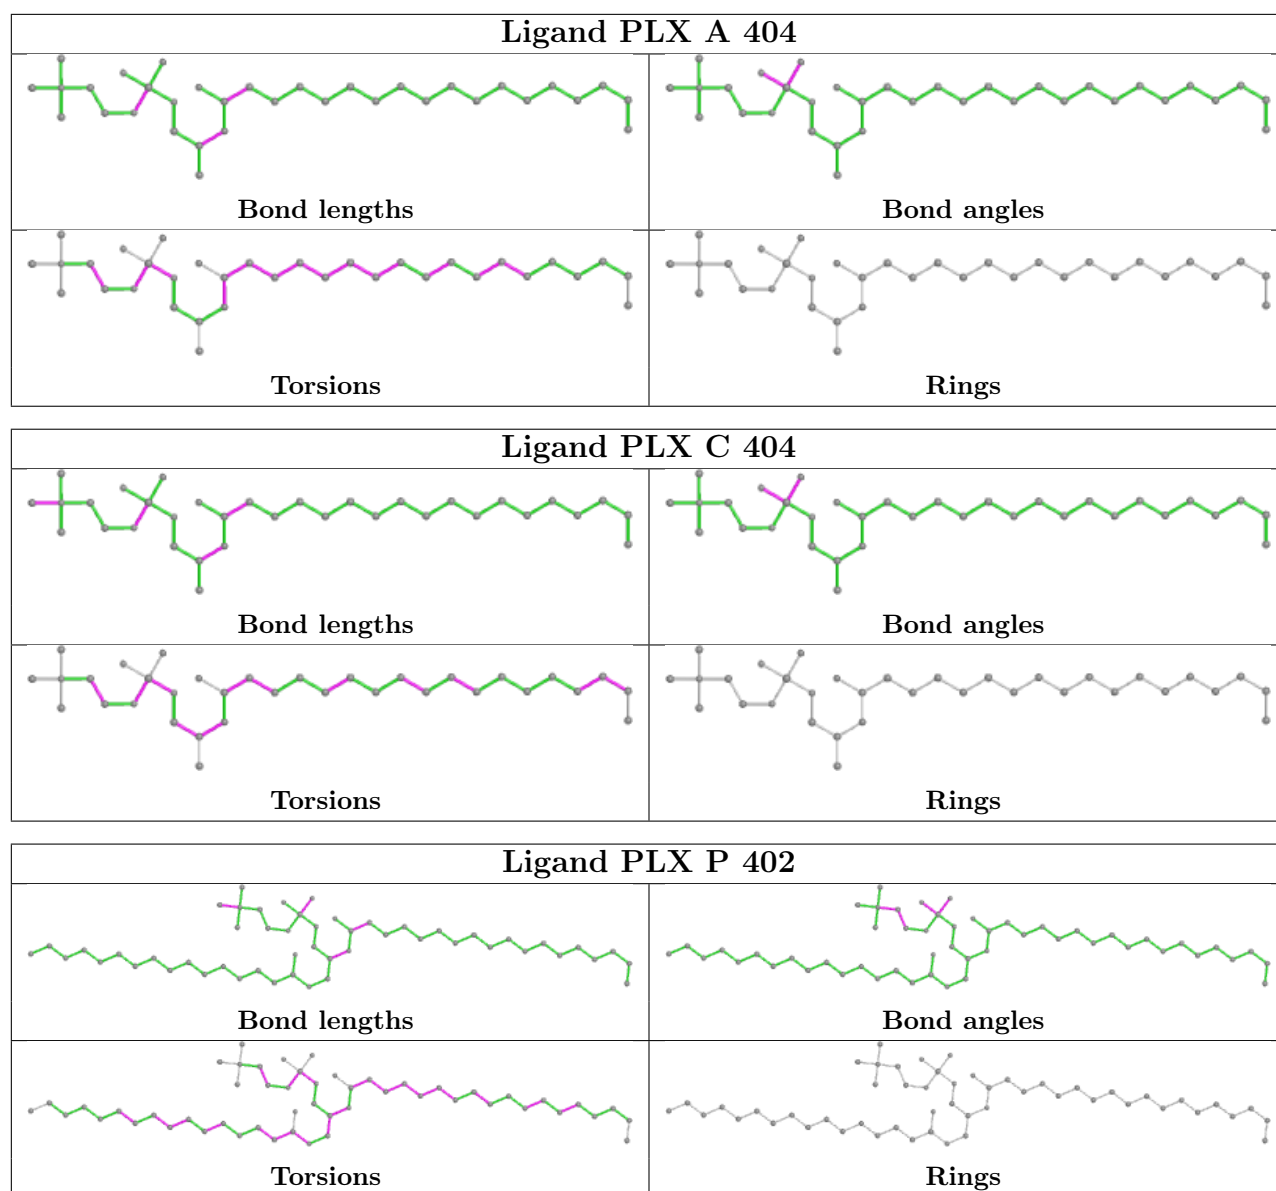 Ligand PLX A 404
Bond lengths
Bond angles
Torsions
Rings
Ligand PLX C 404
Bond lengths
Bond angles
Torsions
Rings
Ligand PLX P 402
Bond lengths
Bond angles
Torsions
Rings